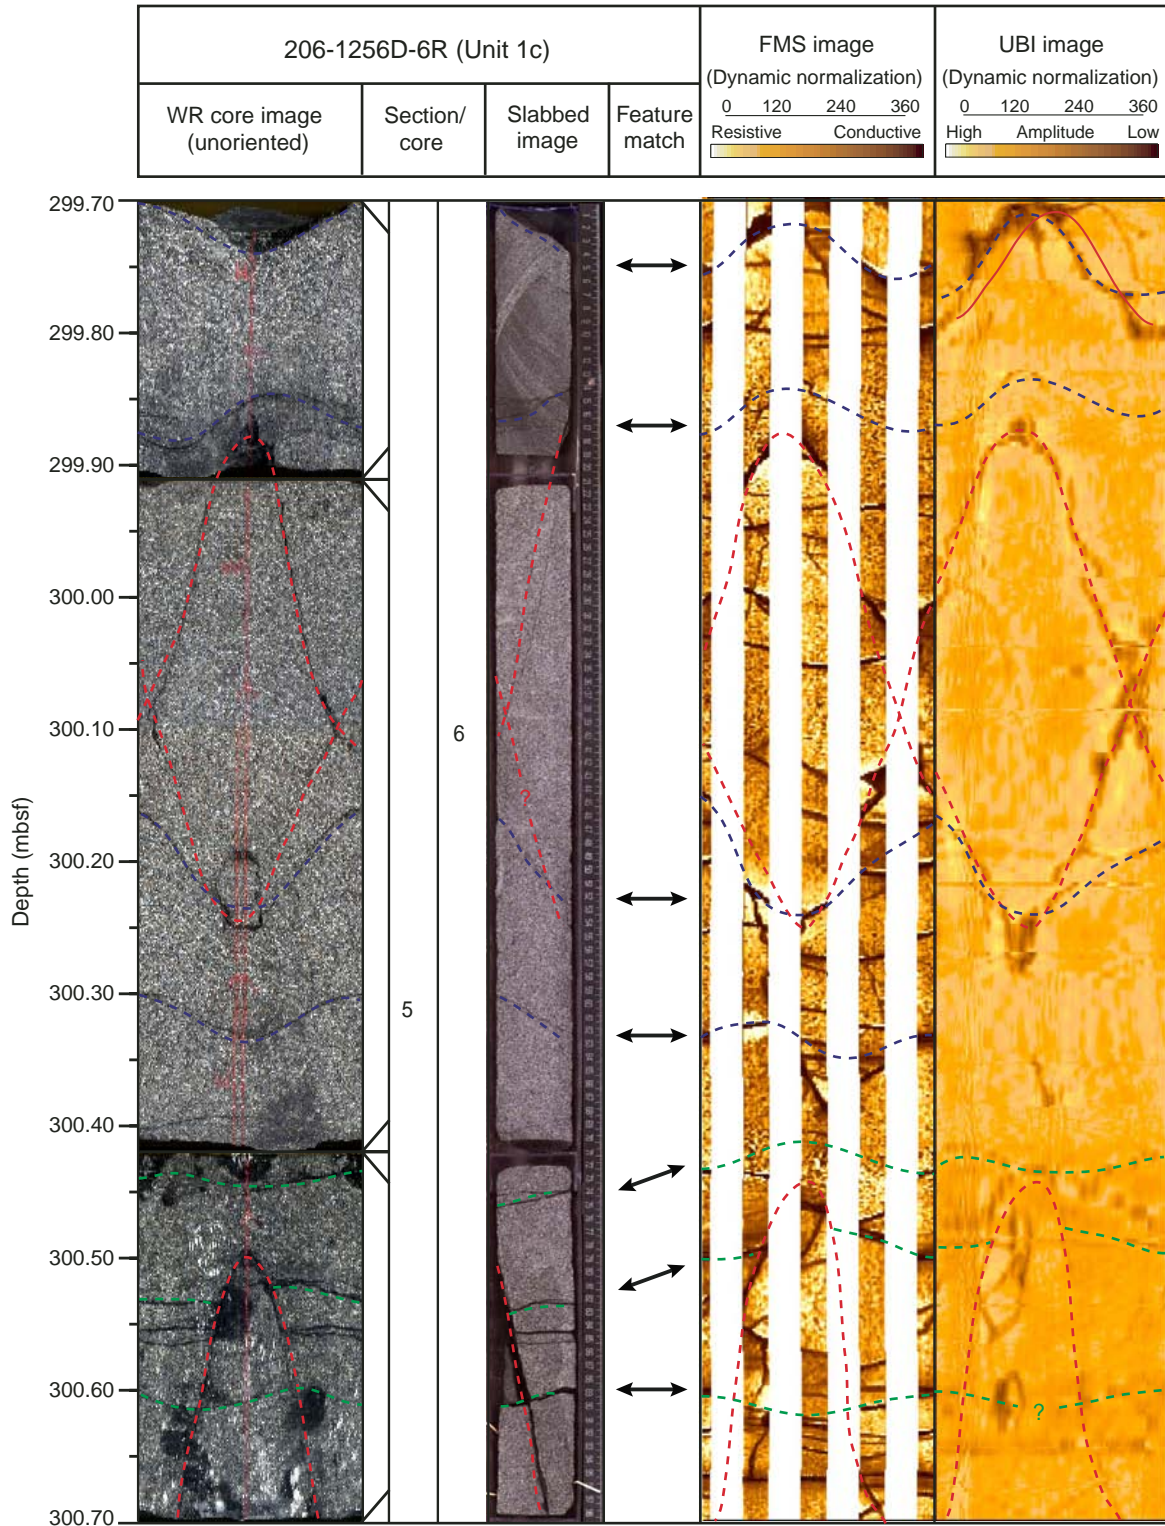 206-1256D-6R (Unit 1c)
FMS image
(Dynamic normalization)
0 120 240 360
Resistive Conductive
UBI image
(Dynamic normalization)
0 120 240 360
High Amplitude Low
WR core image
(unoriented)
Section/
core
Slabbed
image
Feature
match
Depth (mbsf)
299.70
299.80
299.90
300.00
300.10
300.20
300.30
300.40
300.50
300.60
300.70
6
5
?
?